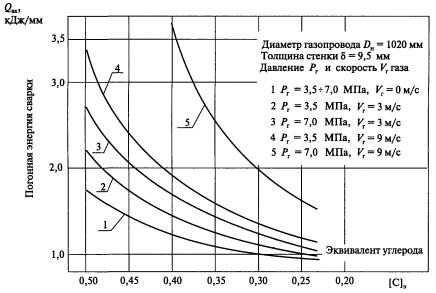 Qсв,
кДж/мм
Погонная энергия сварки
3,5
3,0
2,0
1,0
Диаметр газопровода Dн = 1020 мм
Толщина стенки δ = 9,5 мм
Давление Pг и скорость Vг газа
1 Pг = 3,5÷7,0 МПа, Vг = 0 м/с
2 Pг = 3,5 МПа, Vг = 3 м/с
3 Pг = 7,0 МПа, Vг = 3 м/с
4 Pг = 3,5 МПа, Vг = 9 м/с
5 Pг = 7,0 МПа, Vг = 9 м/с
4
5
3
2
1
Эквивалент углерода
0,50 0,45 0,40 0,35 0,30 0,25 0,20 [C]э